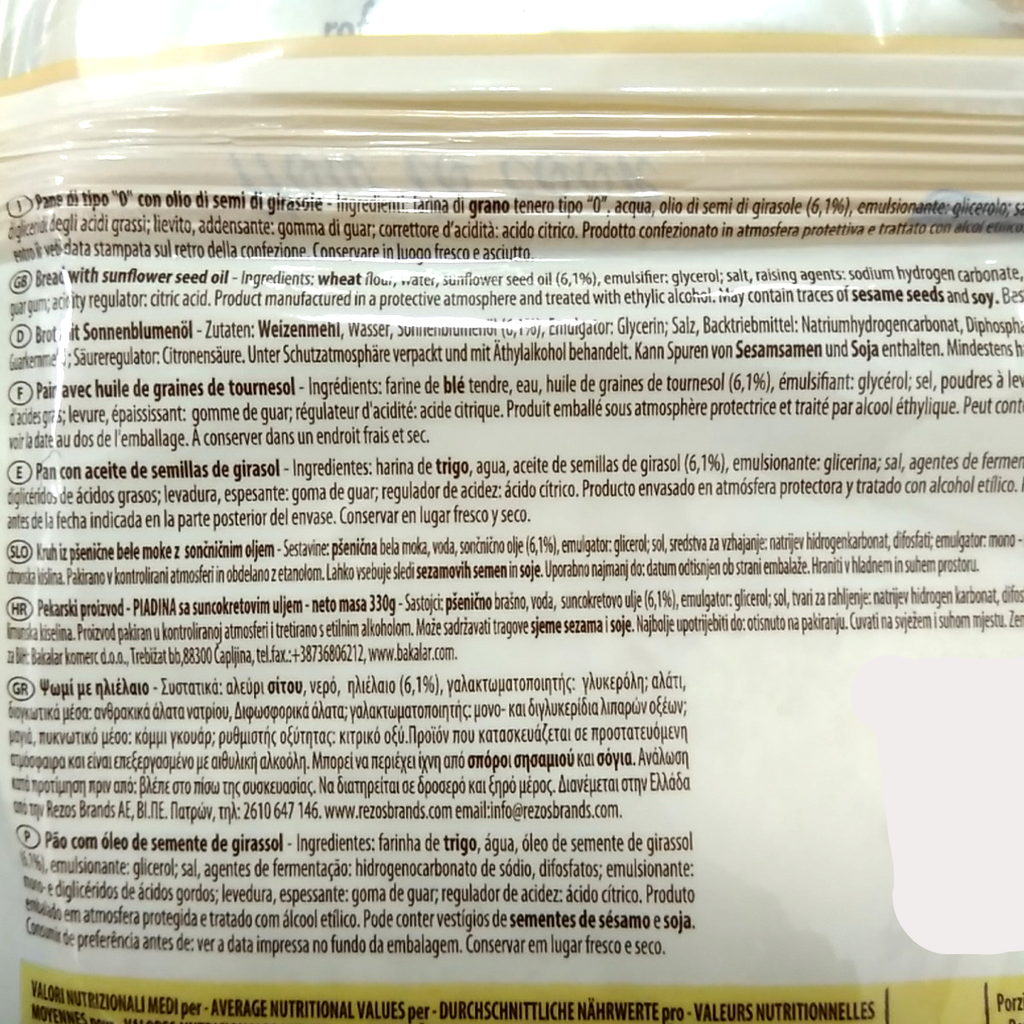 I Pane di tipo "0" con olio di semi di girasole - Ingredienti: farina di grano tenero tipo "0", acqua, olio di semi di girasole (6,1%), emulsionante: glicerolo;
digliceridi degli acidi grassi; lievito, addensante: gomma di guar; correttore d'acidità: acido citrico. Prodotto confezionato in atmosfera protettiva e trattato con alcol etilico.
data stampata sul retro della confezione. Conservare in luogo fresco e asciutto.
GB Bread with sunflower seed oil - Ingredients: wheat flour, water, sunflower seed oil (6,1%), emulsifier: glycerol; salt, raising agents: sodium hydrogen carbonate,
guar gum; acidity regulator: citric acid. Product manufactured in a protective atmosphere and treated with ethylic alcohol. May contain traces of sesame seeds and soy.
D Brot mit Sonnenblumenöl - Zutaten: Weizenmehl, Wasser, Sonnenblumenöl (6,1%), Emulgator: Glycerin; Salz, Backtriebmittel: Natriumhydrogencarbonat,
Säureregulator: Citronensäure. Unter Schutzatmosphäre verpackt und mit Äthylalkohol behandelt. Kann Spuren von Sesamsamen und Soja enthalten. Mindestens
F Pain avec huile de graines de tournesol - Ingrédients: farine de blé tendre, eau, huile de graines de tournesol (6,1%), émulsifiant: glycérol; sel, poudres à
d'acides gras; levure, épaississant: gomme de guar; régulateur d'acidité: acide citrique. Produit emballé sous atmosphère protectrice et traité par alcool éthylique. Peut
voir la date au dos de l'emballage. À conserver dans un endroit frais et sec.
E Pan con aceite de semillas de girasol - Ingredientes: harina de trigo, agua, aceite de semillas de girasol (6,1%), emulsionante: glicerina; sal, agentes de
diglicéridos de ácidos grasos; levadura, espesante: goma de guar; regulador de acidez: ácido cítrico. Producto envasado en atmósfera protectora y tratado con alcohol etílico.
antes de la fecha indicada en la parte posterior del envase. Conservar en lugar fresco y seco.
SLO Kruh iz pšenične bele moke z sončničnim oljem - Sestavine: pšenična bela moka, voda, sončnično olje (6,1%), emulgator: glicerol; sol, sredstva za vzhajanje: natrijev hidrogenkarbonat, difosfati; emulgator: mono -
citronska kislina. Pakirano v kontrolirani atmosferi in obdelano z etanolom. Lahko vsebuje sledi sezamovih semen in soje. Uporabno najmanj do: datum odtisnjen ob strani embalaže. Hraniti v hladnem in suhem prostoru.
HR Pekarski proizvod - PIADINA sa suncokretovim uljem - neto masa 330g - Sastojci: pšenično brašno, voda, suncokretovo ulje (6,1%), emulgator: glicerol; sol, tvari za rahljenje: natrijev hidrogen karbonat,
limunska kiselina. Proizvod pakiran u kontroliranoj atmosferi i tretirano s etilnim alkoholom. Može sadržavati tragove sjeme sezama i soje. Najbolje upotrijebiti do: otisnuto na pakiranju. Čuvati na svježem i suhom mjestu.
za BiH: Bakalar komerc d.o.o., Trebižat bb,88300 Čapljina, tel.fax.:+38736806212, www.bakalar.com.
GR Ψωμί με ηλιέλαιο - Συστατικά: αλεύρι σίτου, νερό, ηλιέλαιο (6,1%), γαλακτωματοποιητής: γλυκερόλη; αλάτι,
διογκωτικά μέσα: ανθρακικά άλατα νατρίου, Διφωσφορικά άλατα; γαλακτωματοποιητής: μονο- και διγλυκερίδια λιπαρών οξέων;
μαγιά, πυκνωτικό μέσο: κόμμι γκουάρ; ρυθμιστής οξύτητας: κιτρικό οξύ. Προϊόν που κατασκευάζεται σε προστατευόμενη
ατμόσφαιρα και είναι επεξεργασμένο με αιθυλική αλκοόλη. Μπορεί να περιέχει ίχνη από σπόροι σησαμιού και σόγια. Ανάλωση
κατά προτίμηση πριν από: βλέπε στο πίσω της συσκευασίας. Να διατηρείται σε δροσερό και ξηρό μέρος. Διανέμεται στην Ελλάδα
από την Rezos Brands AE, ΒΙ.ΠΕ. Πατρών, τηλ: 2610 647 146. www.rezosbrands.com email:info@rezosbrands.com.
P Pão com óleo de semente de girassol - Ingredientes: farinha de trigo, água, óleo de semente de girassol
(6,1%), emulsionante: glicerol; sal, agentes de fermentação: hidrogenocarbonato de sódio, difosfatos; emulsionante:
mono- e diglicéridos de ácidos gordos; levedura, espessante: goma de guar; regulador de acidez: ácido cítrico. Produto
embalado em atmosfera protegida e tratado com álcool etílico. Pode conter vestígios de sementes de sésamo e soja.
Consumir de preferência antes de: ver a data impressa no fundo da embalagem. Conservar em lugar fresco e seco.
VALORI NUTRIZIONALI MEDI per - AVERAGE NUTRITIONAL VALUES per - DURCHSCHNITTLICHE NÄHRWERTE pro - VALEURS NUTRITIONNELLES
MOYENNES